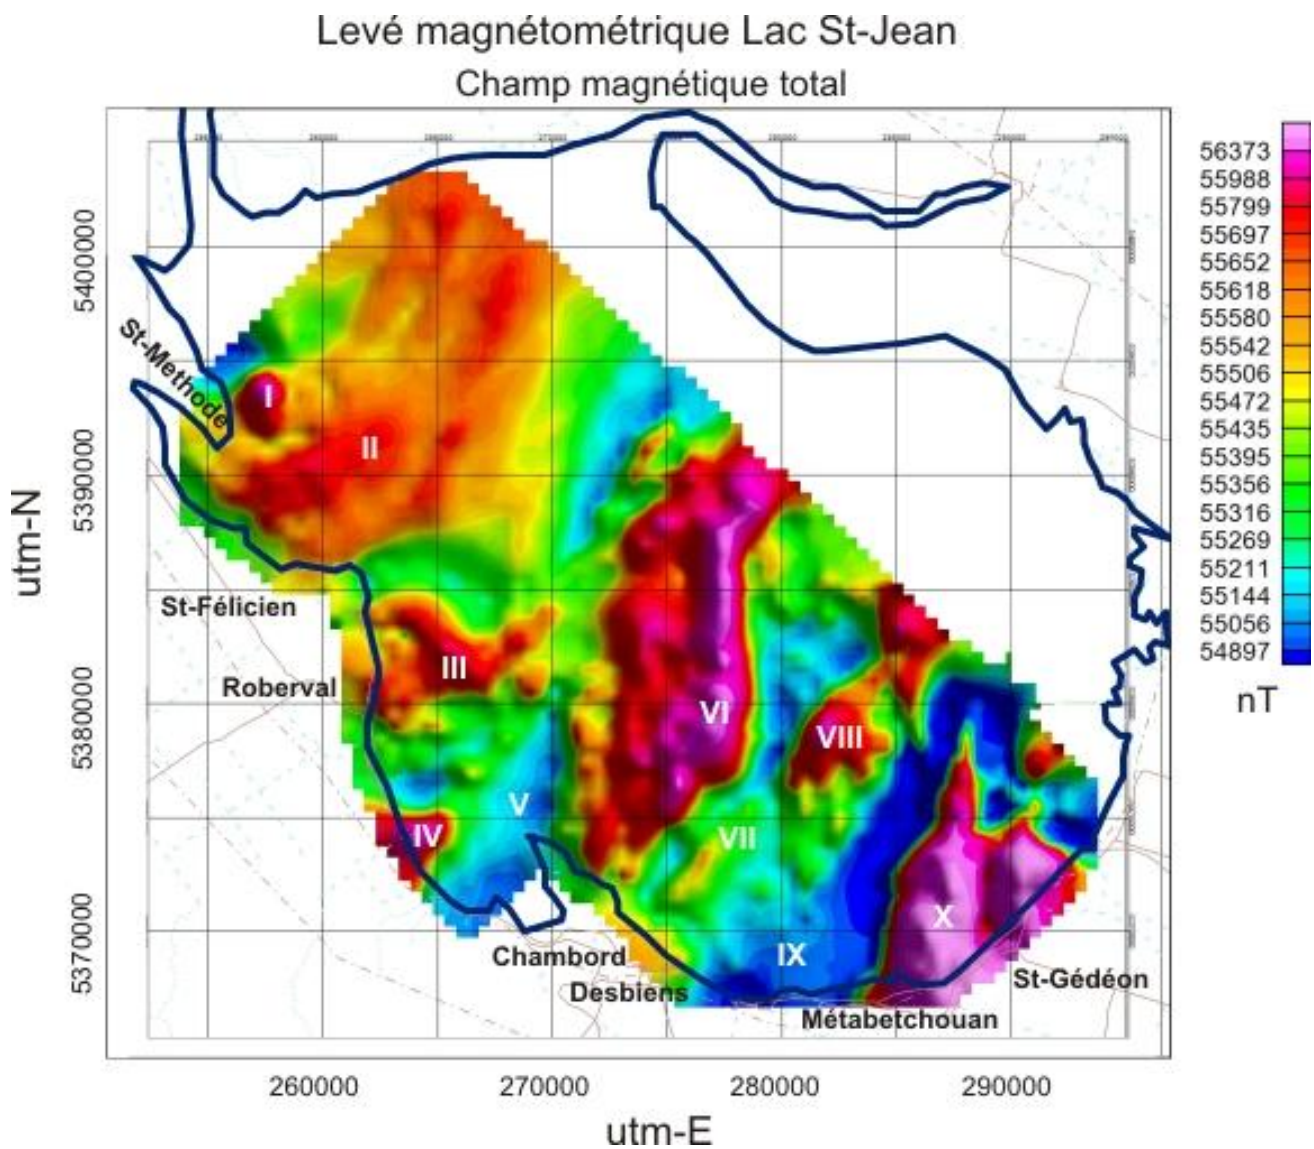 Levé magnétométrique Lac St-Jean
Champ magnétique total
56373
55988
55799
55697
55652
55618
55580
55542
55506
55472
55435
55395
55356
55316
55269
55211
55144
55056
54897
nT
utm-N
5400000
5390000
5380000
5370000
St-Methode
I
II
St-Félicien
III
Roberval
VI
VIII
V
IV
VII
X
IX
Chambord
Desbiens
St-Gédéon
Métabetchouan
260000
270000
280000
290000
utm-E